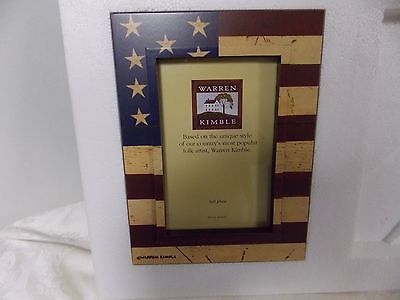 WARREN
KIMBLE
Based on the unique style
of our country's most popular
folk artist, Warren Kimble.
©WARREN KIMBLE